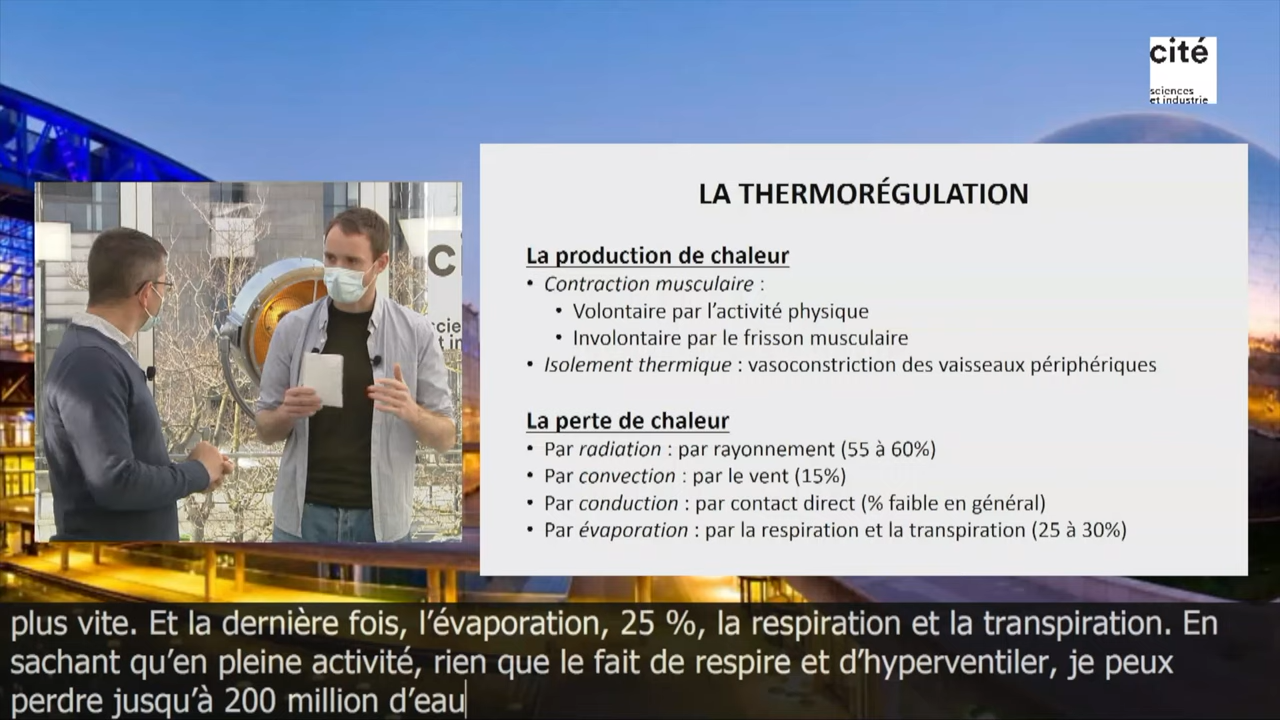 cité
sciences
et industrie
LA THERMORÉGULATION
La production de chaleur
• Contraction musculaire :
• Volontaire par l'activité physique
• Involontaire par le frisson musculaire
• Isolement thermique : vasoconstriction des vaisseaux périphériques
La perte de chaleur
• Par radiation : par rayonnement (55 à 60%)
• Par convection : par le vent (15%)
• Par conduction : par contact direct (% faible en général)
• Par évaporation : par la respiration et la transpiration (25 à 30%)
ci
scie
et in
plus vite. Et la dernière fois, l'évaporation, 25 %, la respiration et la transpiration. En
sachant qu'en pleine activité, rien que le fait de respire et d'hyperventiler, je peux
perdre jusqu'à 200 million d'eau